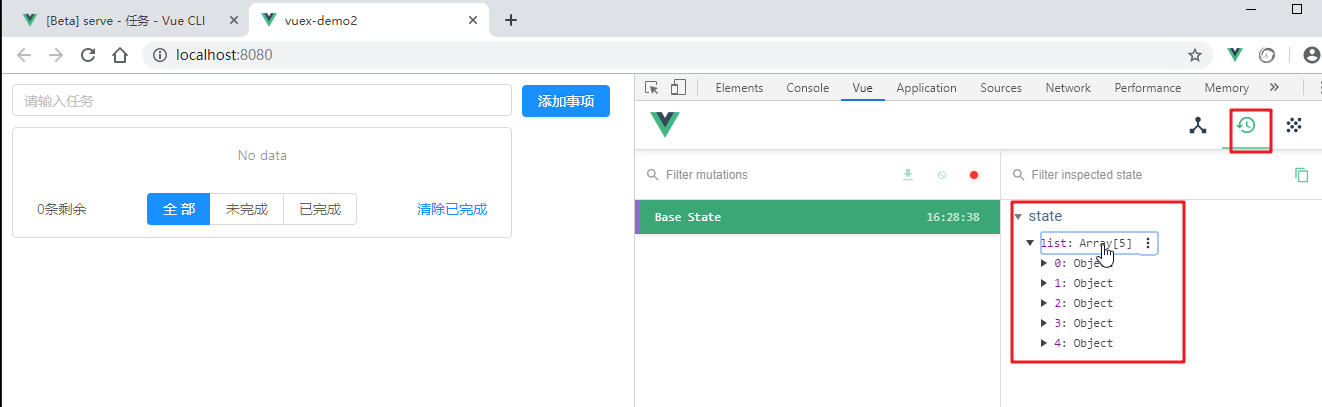 [Beta] serve - 任务 - Vue CLI
vuex-demo2
localhost:8080
请输入任务
添加事项
No data
0条剩余
全 部
未完成
已完成
清除已完成
Elements
Console
Vue
Application
Sources
Network
Performance
Memory
Filter mutations
Base State
16:28:38
Filter inspected state
state
list: Array[5]
0: Object
1: Object
2: Object
3: Object
4: Object